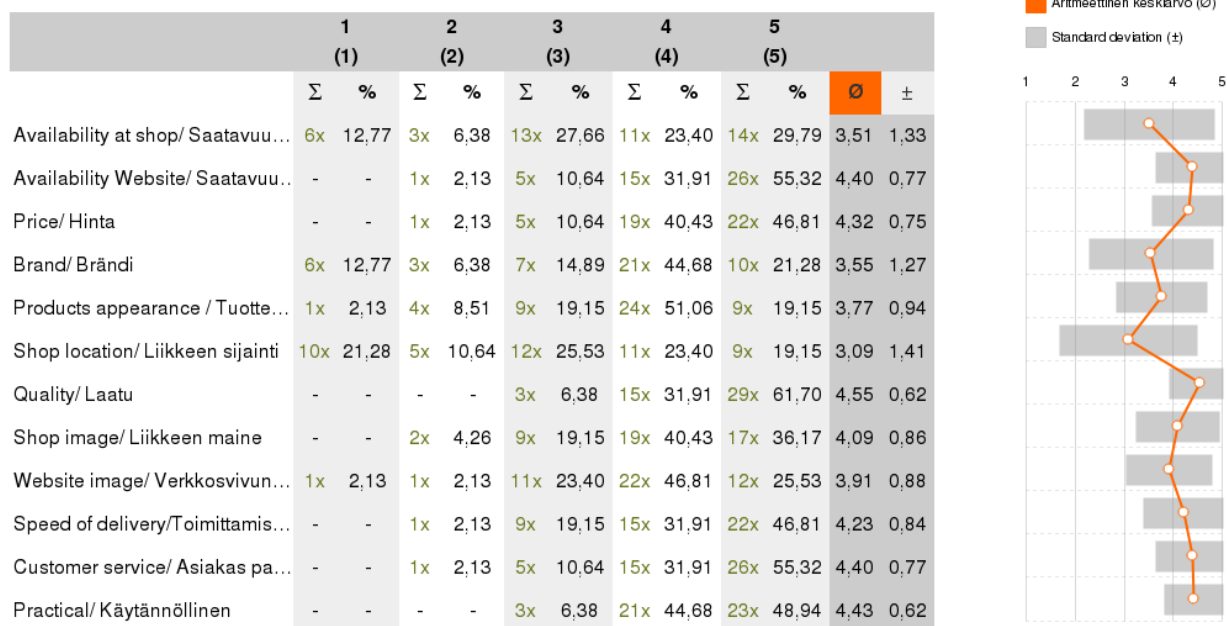 Aritmeettinen keskiarvo (Ø)
Standard deviation (±)
1 2 3 4 5
(1) (2) (3) (4) (5)
Σ % Σ % Σ % Σ % Σ % Ø ±
1 2 3 4 5
Availability at shop/ Saatavuu... 6x 12,77 3x 6,38 13x 27,66 11x 23,40 14x 29,79 3,51 1,33
Availability Website/ Saatavuu... - - 1x 2,13 5x 10,64 15x 31,91 26x 55,32 4,40 0,77
Price/ Hinta - - 1x 2,13 5x 10,64 19x 40,43 22x 46,81 4,32 0,75
Brand/ Brändi 6x 12,77 3x 6,38 7x 14,89 21x 44,68 10x 21,28 3,55 1,27
Products appearance / Tuotte... 1x 2,13 4x 8,51 9x 19,15 24x 51,06 9x 19,15 3,77 0,94
Shop location/ Liikkeen sijainti 10x 21,28 5x 10,64 12x 25,53 11x 23,40 9x 19,15 3,09 1,41
Quality/ Laatu - - - - 3x 6,38 15x 31,91 29x 61,70 4,55 0,62
Shop image/ Liikkeen maine - - 2x 4,26 9x 19,15 19x 40,43 17x 36,17 4,09 0,86
Website image/ Verkkosvivun... 1x 2,13 1x 2,13 11x 23,40 22x 46,81 12x 25,53 3,91 0,88
Speed of delivery/Toimittamis... - - 1x 2,13 9x 19,15 15x 31,91 22x 46,81 4,23 0,84
Customer service/ Asiakas pa... - - 1x 2,13 5x 10,64 15x 31,91 26x 55,32 4,40 0,77
Practical/ Käytännöllinen - - - - 3x 6,38 21x 44,68 23x 48,94 4,43 0,62